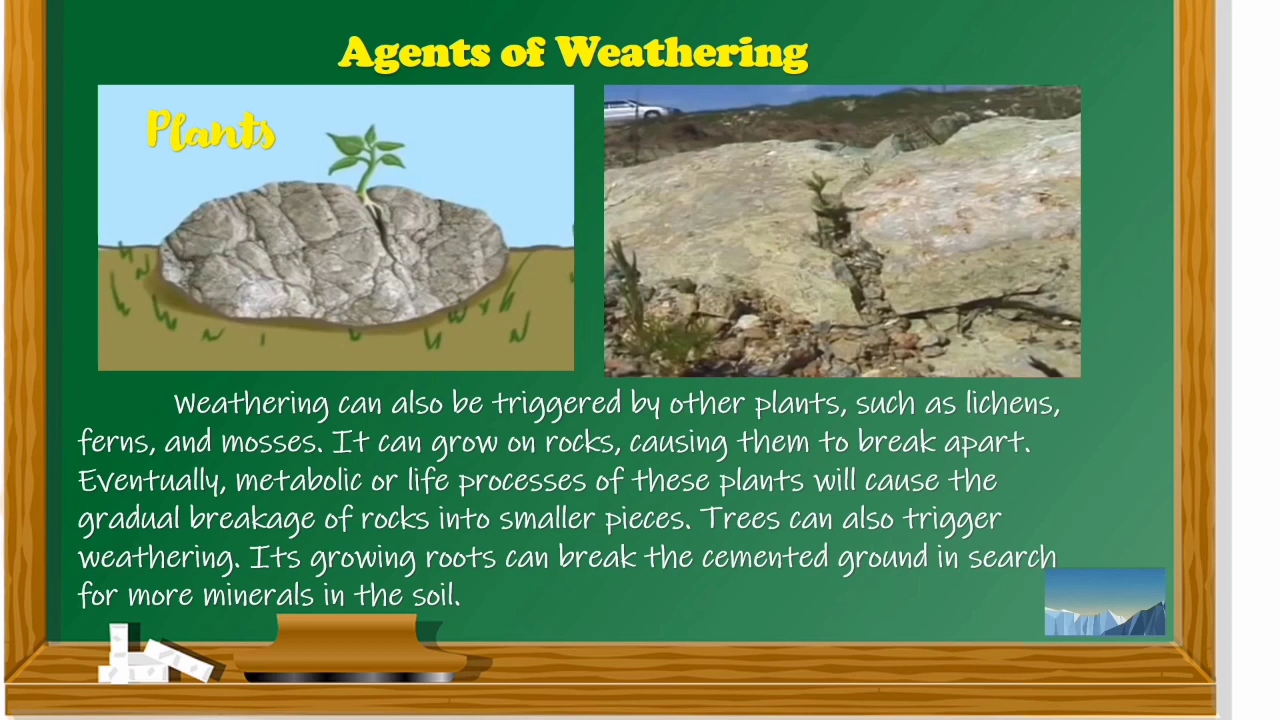 Agents of Weathering
Plants
Weathering can also be triggered by other plants, such as lichens,
ferns, and mosses. It can grow on rocks, causing them to break apart.
Eventually, metabolic or life processes of these plants will cause the
gradual breakage of rocks into smaller pieces. Trees can also trigger
weathering. Its growing roots can break the cemented ground in search
for more minerals in the soil.